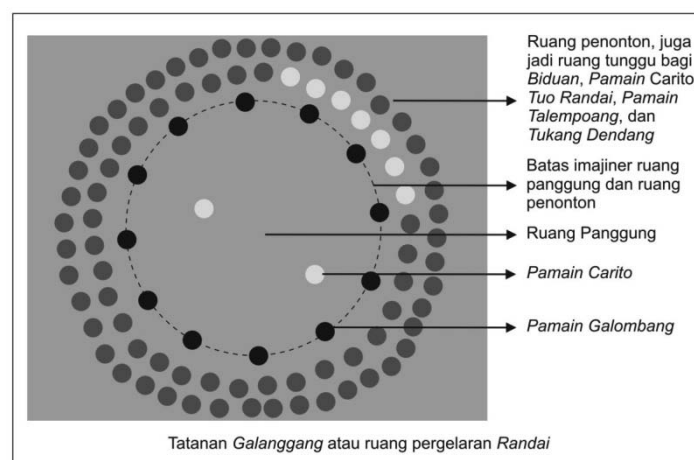 Ruang penonton, juga
jadi ruang tunggu bagi
Biduan, Pamain Carito
Tuo Randai, Pamain
Talempoang, dan
Tukang Dendang
Batas imajiner ruang
panggung dan ruang
penonton
Ruang Panggung
Pamain Carito
Pamain Galombang
Tatanan Galanggang atau ruang pergelaran Randai